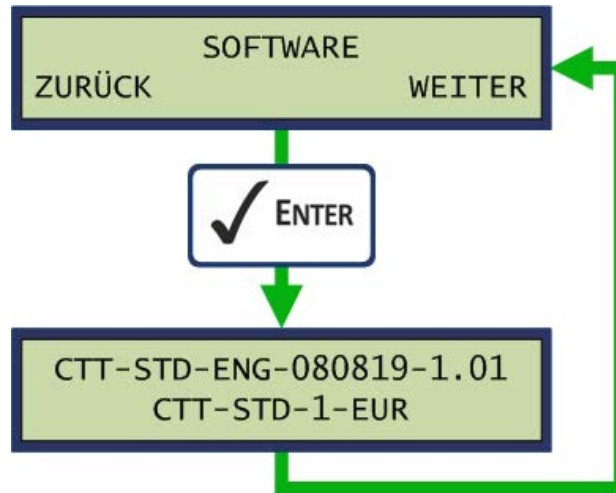 SOFTWARE
ZURÜCK WEITER
ENTER
CTT-STD-ENG-080819-1.01
CTT-STD-1-EUR